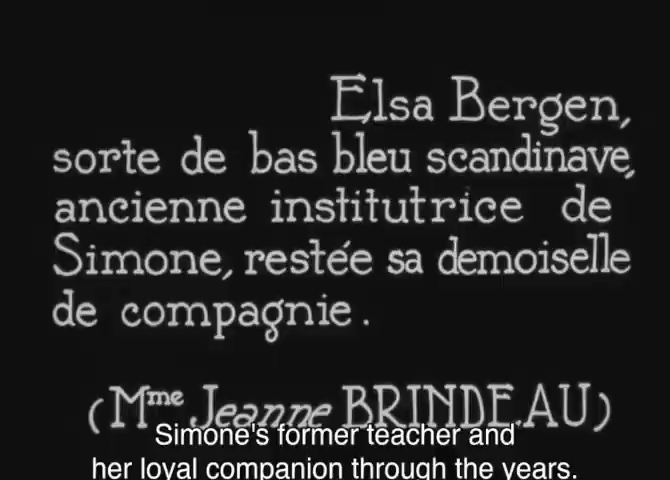 Elsa Bergen,
sorte de bas bleu scandinave,
ancienne institutrice de
Simone, restée sa demoiselle
de compagnie.
(Mme Jeanne BRINDEAU)
Simone's former teacher and
her loyal companion through the years.